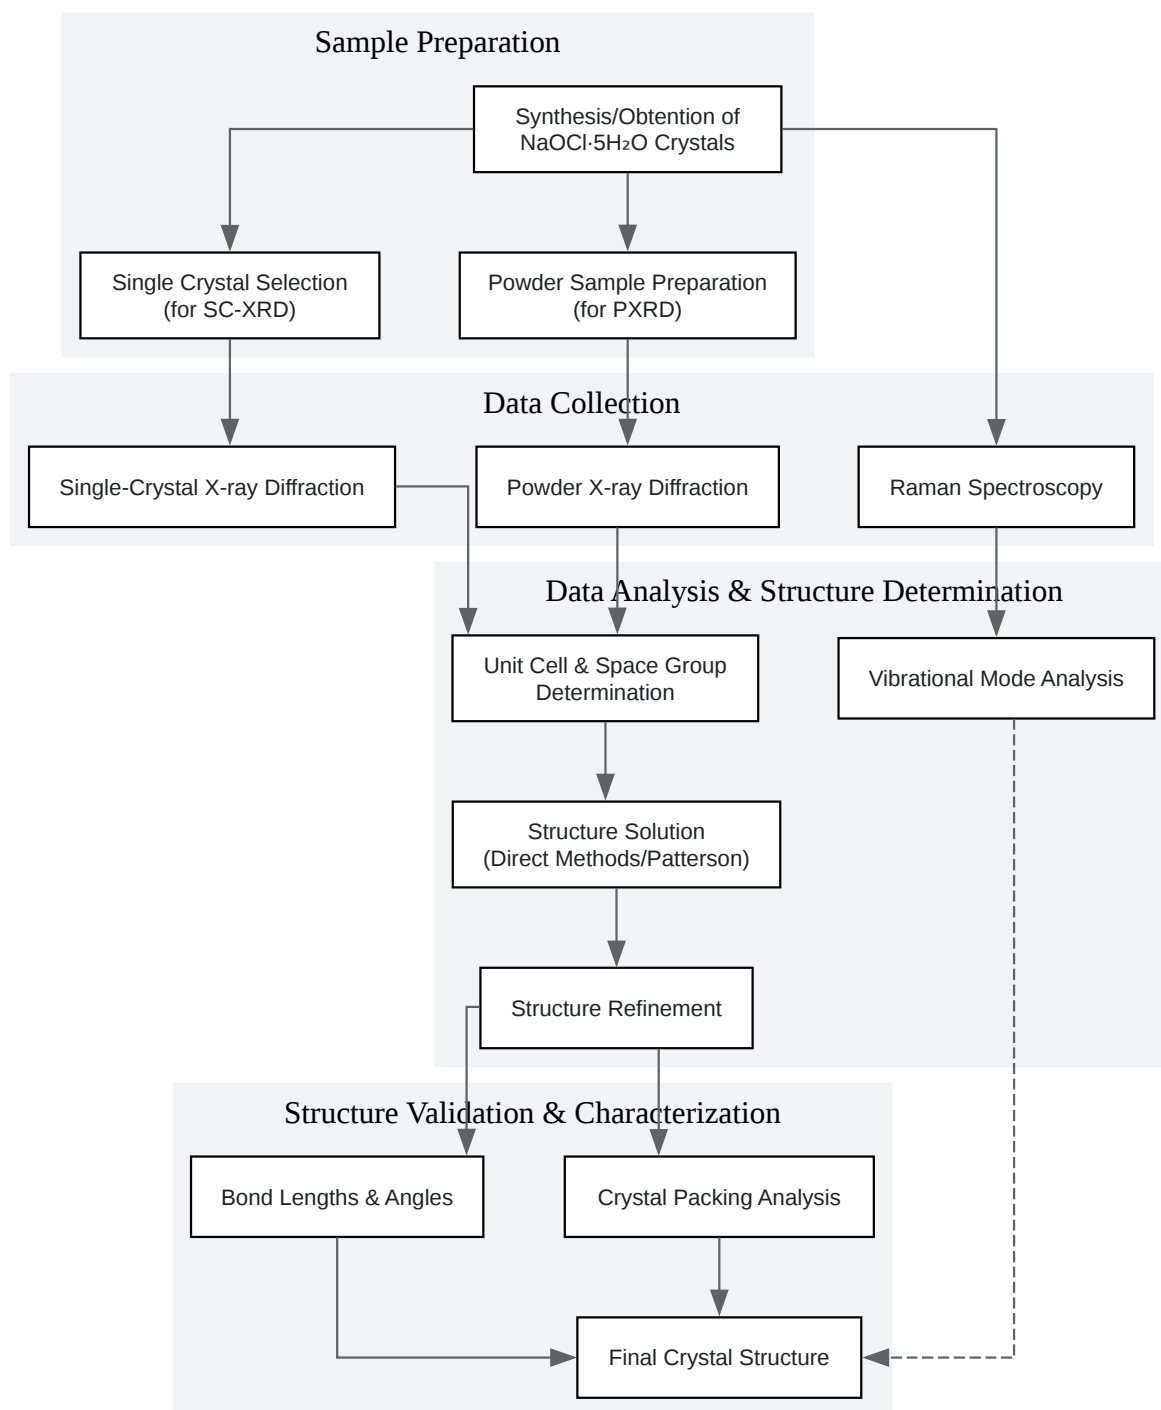 Sample Preparation
Synthesis/Obtention of
NaOCl·5H₂O Crystals
Single Crystal Selection
(for SC-XRD)
Powder Sample Preparation
(for PXRD)
Data Collection
Single-Crystal X-ray Diffraction
Powder X-ray Diffraction
Raman Spectroscopy
Data Analysis & Structure Determination
Unit Cell & Space Group
Determination
Vibrational Mode Analysis
Structure Solution
(Direct Methods/Patterson)
Structure Refinement
Structure Validation & Characterization
Bond Lengths & Angles
Crystal Packing Analysis
Final Crystal Structure